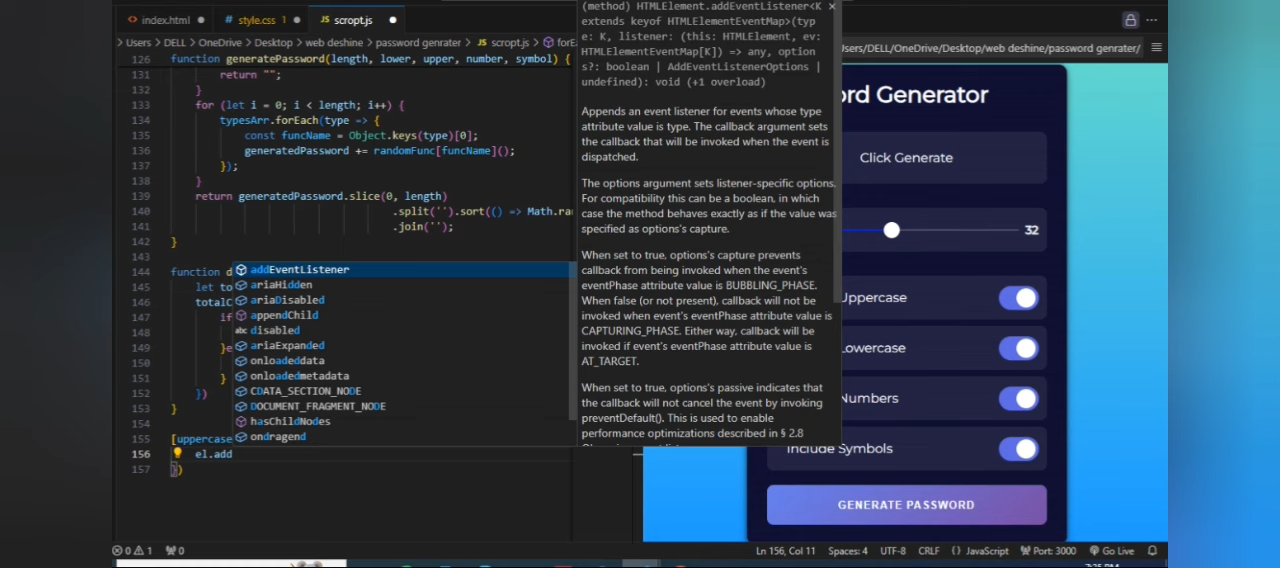 index.html
style.css 1
JS scropt.js
> Users > DELL > OneDrive > Desktop > web deshine > password genrater > JS scropt.js >
126 function generatePassword(length, lower, upper, number, symbol) {
131 return "";
132 }
133 for (let i = 0; i < length; i++) {
134 typesArr.forEach(type => {
135 const funcName = Object.keys(type)[0];
136 generatedPassword += randomFunc[funcName]();
137 });
138 }
139 return generatedPassword.slice(0, length)
140 .split('').sort(() => Math.
141 .join('');
142 }
143
144 function
145 let
146
147 if
148
149 }
150
151 }
152 })
153 }
154
155 [uppercase
156 el.add
157 })
addEventListener
ariaHidden
ariaDisabled
appendChild
abc disabled
ariaExpanded
onloadeddata
onloadedmetadata
CDATA_SECTION_NODE
DOCUMENT_FRAGMENT_NODE
hasChildNodes
ondragend
(method) HTMLElement.addEventListener<K
extends keyof HTMLElementEventMap>(typ
e: K, listener: (this: HTMLElement, ev:
HTMLElementEventMap[K]) => any, option
s?: boolean | AddEventListenerOptions |
undefined): void (+1 overload)
Appends an event listener for events whose type
attribute value is type. The callback argument sets
the callback that will be invoked when the event is
dispatched.
The options argument sets listener-specific options.
For compatibility this can be a boolean, in which
case the method behaves exactly as if the value was
specified as options's capture.
When set to true, options's capture prevents
callback from being invoked when the event's
eventPhase attribute value is BUBBLING_PHASE.
When false (or not present), callback will not be
invoked when event's eventPhase attribute value is
CAPTURING_PHASE. Either way, callback will be
invoked if event's eventPhase attribute value is
AT_TARGET.
When set to true, options's passive indicates that
the callback will not cancel the event by invoking
preventDefault(). This is used to enable
performance optimizations described in § 2.8
/DELL/OneDrive/Desktop/web deshine/password genrater/
Generator
Click Generate
32
Uppercase
Lowercase
Numbers
Include Symbols
GENERATE PASSWORD
0 1 0
Ln 156, Col 11 Spaces: 4 UTF-8 CRLF {} JavaScript Port: 3000 Go Live